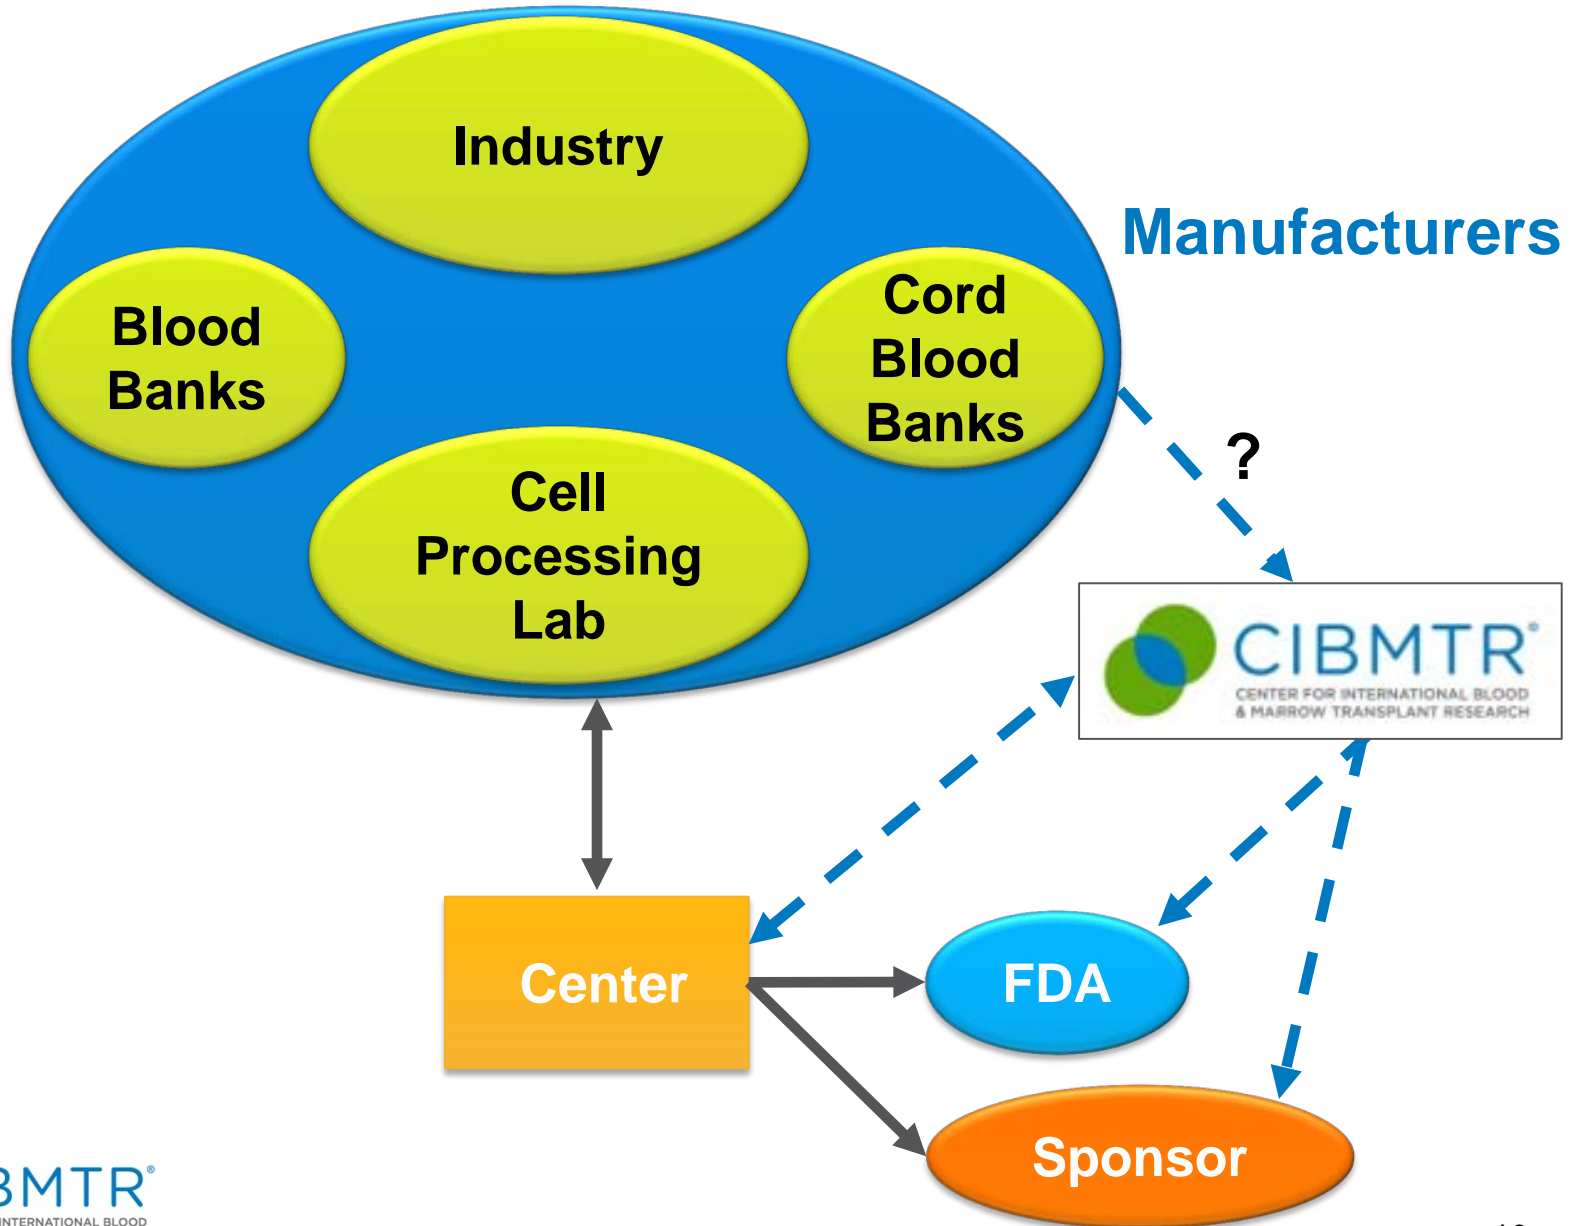 Industry
Manufacturers
Blood
Banks
Cord
Blood
Banks
?
Cell
Processing
Lab
CIBMTR®
CENTER FOR INTERNATIONAL BLOOD
& MARROW TRANSPLANT RESEARCH
Center
FDA
Sponsor
BMTR®
INTERNATIONAL BLOOD